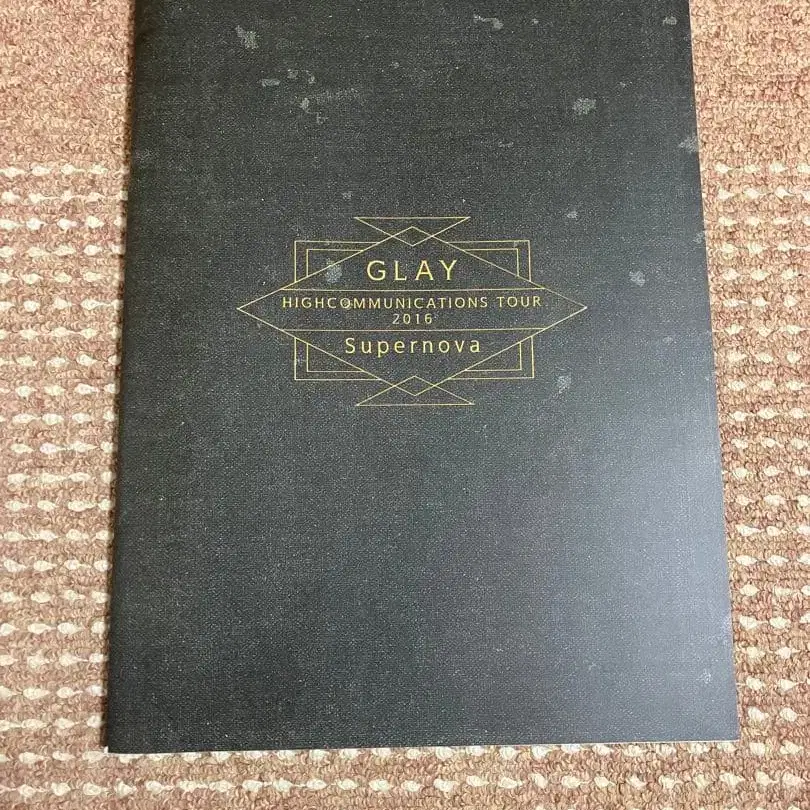 GLAY
HIGHCOMMUNICATIONS TOUR
2016
Supernova